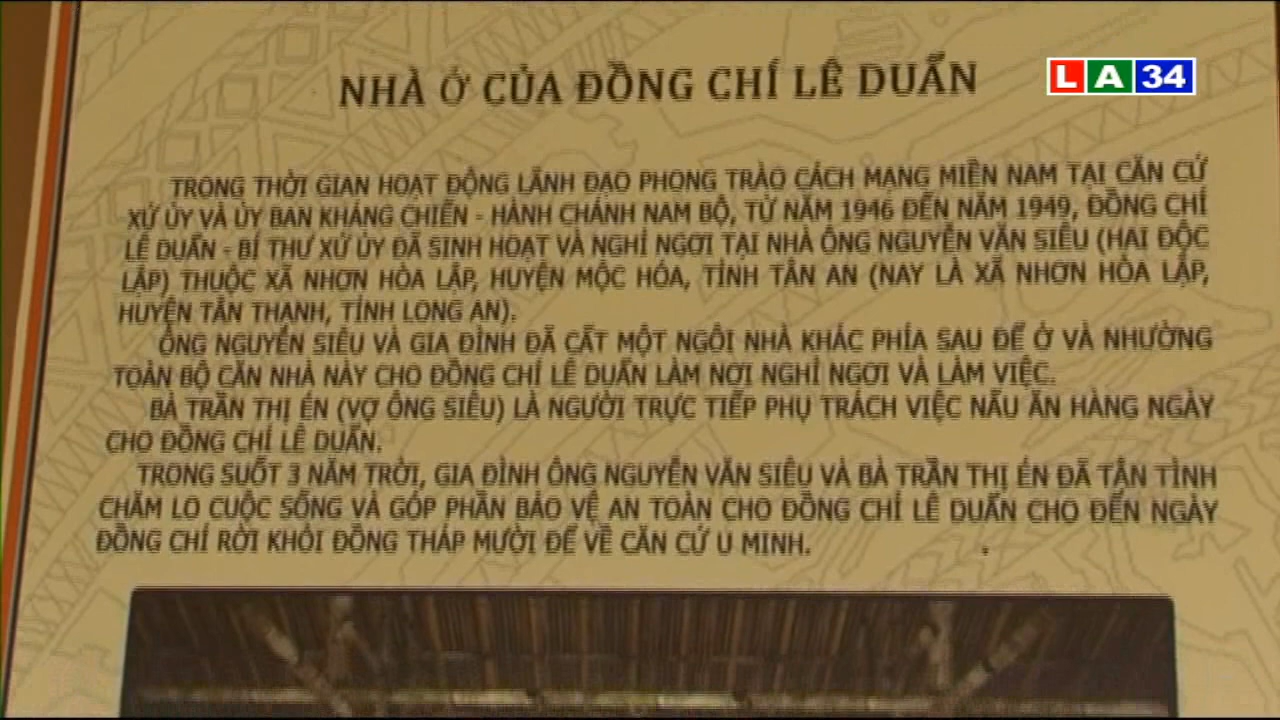 NHÀ Ở CỦA ĐỒNG CHÍ LÊ DUẨN
LA34
TRONG THỜI GIAN HOẠT ĐỘNG LÃNH ĐẠO PHONG TRÀO CÁCH MẠNG MIỀN NAM TẠI CĂN CỨ
XỨ ỦY VÀ ỦY BAN KHÁNG CHIẾN - HÀNH CHÁNH NAM BỘ, TỪ NĂM 1946 ĐẾN NĂM 1949, ĐỒNG CHÍ
LÊ DUẨN - BÍ THƯ XỨ ỦY ĐÃ SINH HOẠT VÀ NGHỈ NGƠI TẠI NHÀ ÔNG NGUYỄN VĂN SIÊU (HAI ĐỘC
LẬP) THUỘC XÃ NHƠN HÒA LẬP, HUYỆN MỘC HÓA, TỈNH TÂN AN (NAY LÀ XÃ NHƠN HÒA LẬP,
HUYỆN TÂN THẠNH, TỈNH LONG AN).
ÔNG NGUYỄN SIÊU VÀ GIA ĐÌNH ĐÃ CẤT MỘT NGÔI NHÀ KHÁC PHÍA SAU ĐỂ Ở VÀ NHƯỜNG
TOÀN BỘ CĂN NHÀ NÀY CHO ĐỒNG CHÍ LÊ DUẨN LÀM NƠI NGHỈ NGƠI VÀ LÀM VIỆC.
BÀ TRẦN THỊ ÉN (VỢ ÔNG SIÊU) LÀ NGƯỜI TRỰC TIẾP PHỤ TRÁCH VIỆC NẤU ĂN HÀNG NGÀY
CHO ĐỒNG CHÍ LÊ DUẨN.
TRONG SUỐT 3 NĂM TRỜI, GIA ĐÌNH ÔNG NGUYỄN VĂN SIÊU VÀ BÀ TRẦN THỊ ÉN ĐÃ TẬN TÌNH
CHĂM LO CUỘC SỐNG VÀ GÓP PHẦN BẢO VỆ AN TOÀN CHO ĐỒNG CHÍ LÊ DUẨN CHO ĐẾN NGÀY
ĐỒNG CHÍ RỜI KHỎI ĐỒNG THÁP MƯỜI ĐỂ VỀ CĂN CỨ U MINH.